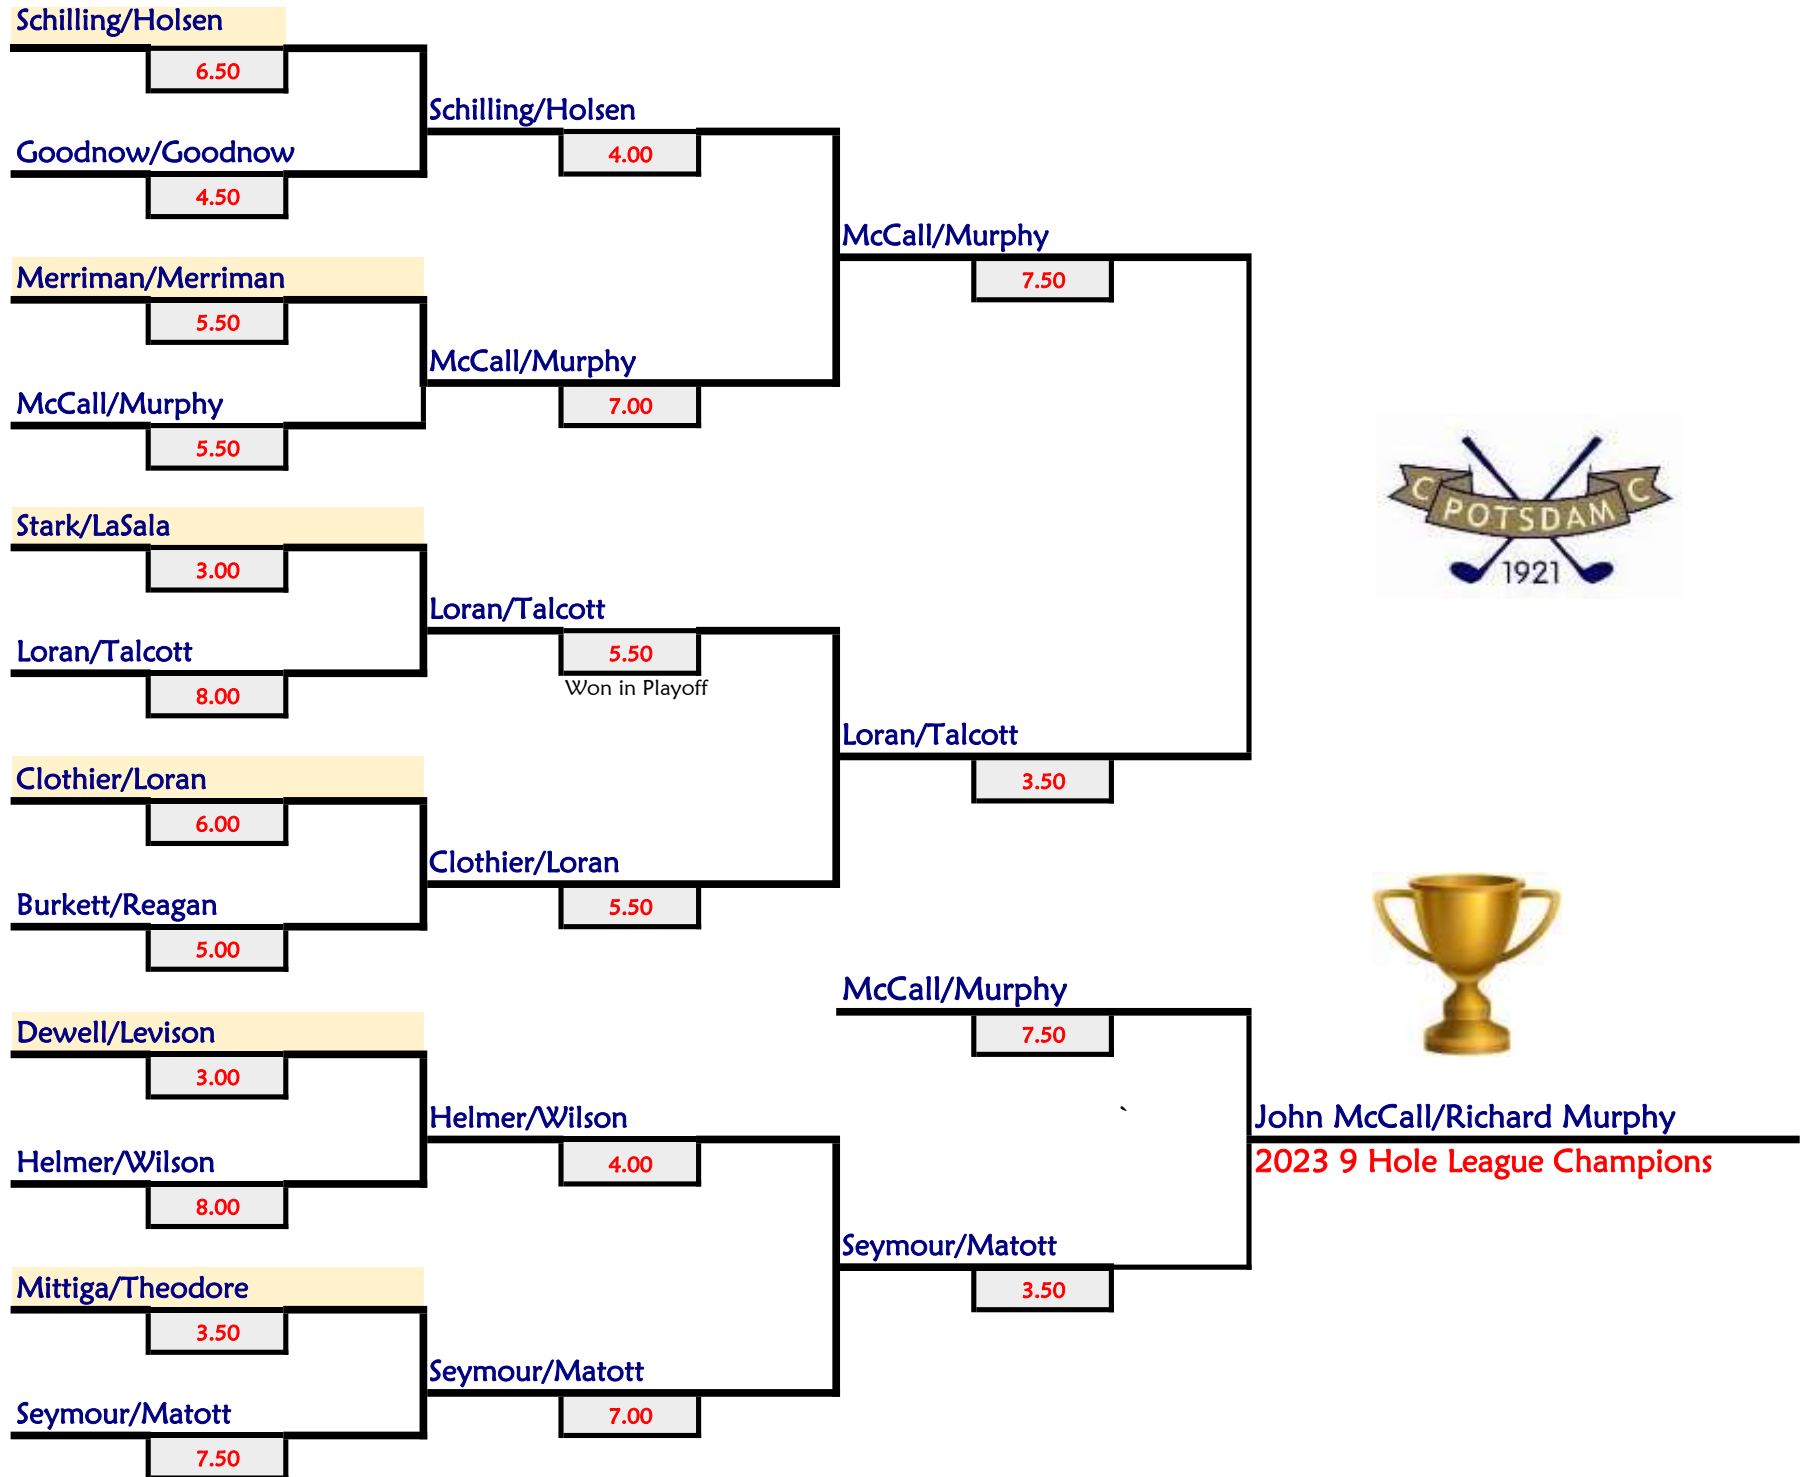 Schilling/Holsen
6.50
Goodnow/Goodnow
4.50
Merriman/Merriman
5.50
McCall/Murphy
5.50
Stark/LaSala
3.00
Loran/Talcott
8.00
Clothier/Loran
6.00
Burkett/Reagan
5.00
Dewell/Levison
3.00
Helmer/Wilson
8.00
Mittiga/Theodore
3.50
Seymour/Matott
7.50
Schilling/Holsen
4.00
McCall/Murphy
7.00
Loran/Talcott
5.50
Won in Playoff
Clothier/Loran
5.50
Helmer/Wilson
4.00
Seymour/Matott
7.00
McCall/Murphy
7.50
Loran/Talcott
3.50
McCall/Murphy
7.50
`
Seymour/Matott
3.50
C POTSDAM C
1921
John McCall/Richard Murphy
2023 9 Hole League Champions